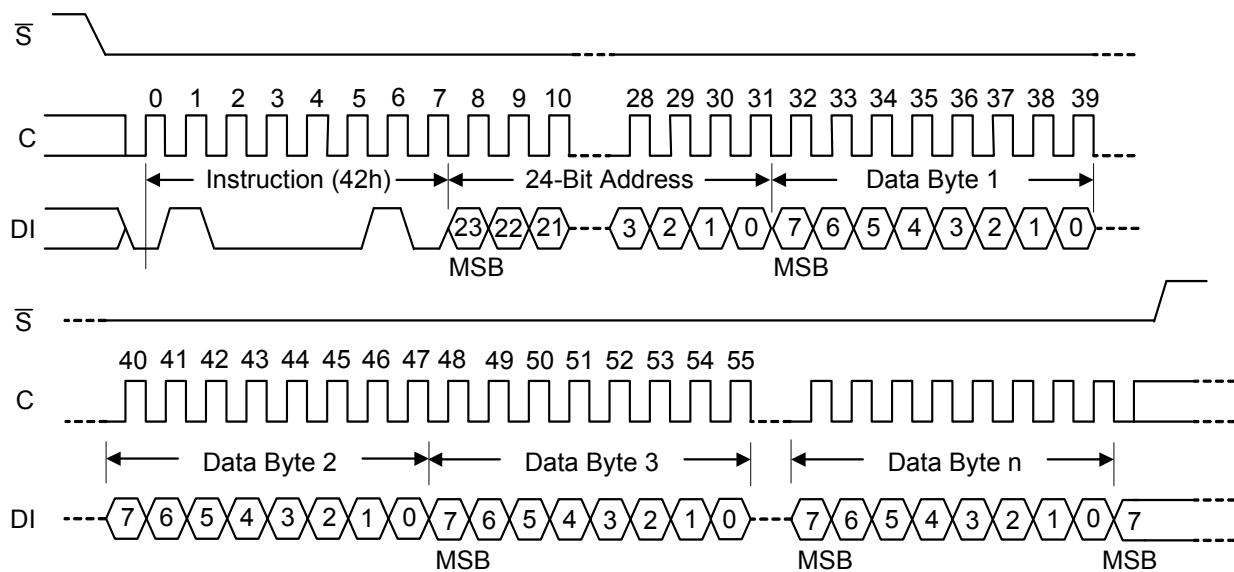 S̅
0 1 2 3 4 5 6 7 8 9 10 28 29 30 31 32 33 34 35 36 37 38 39
C
Instruction (42h) 24-Bit Address Data Byte 1
DI 23 22 21 3 2 1 0 7 6 5 4 3 2 1 0
MSB MSB
S̅
40 41 42 43 44 45 46 47 48 49 50 51 52 53 54 55
C
Data Byte 2 Data Byte 3 Data Byte n
DI 7 6 5 4 3 2 1 0 7 6 5 4 3 2 1 0 7 6 5 4 3 2 1 0 7
MSB MSB MSB